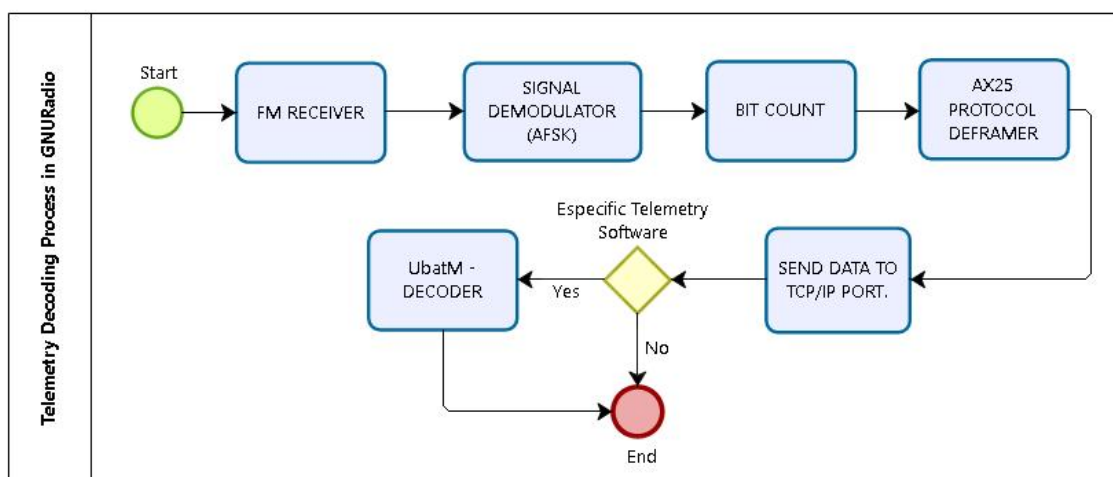 Telemetry Decoding Process in GNURadio
Start
FM RECEIVER
SIGNAL
DEMODULATOR
(AFSK)
BIT COUNT
AX25
PROTOCOL
DEFRAMER
SEND DATA TO
TCP/IP PORT.
Especific Telemetry
Software
Yes
No
UbatM -
DECODER
End